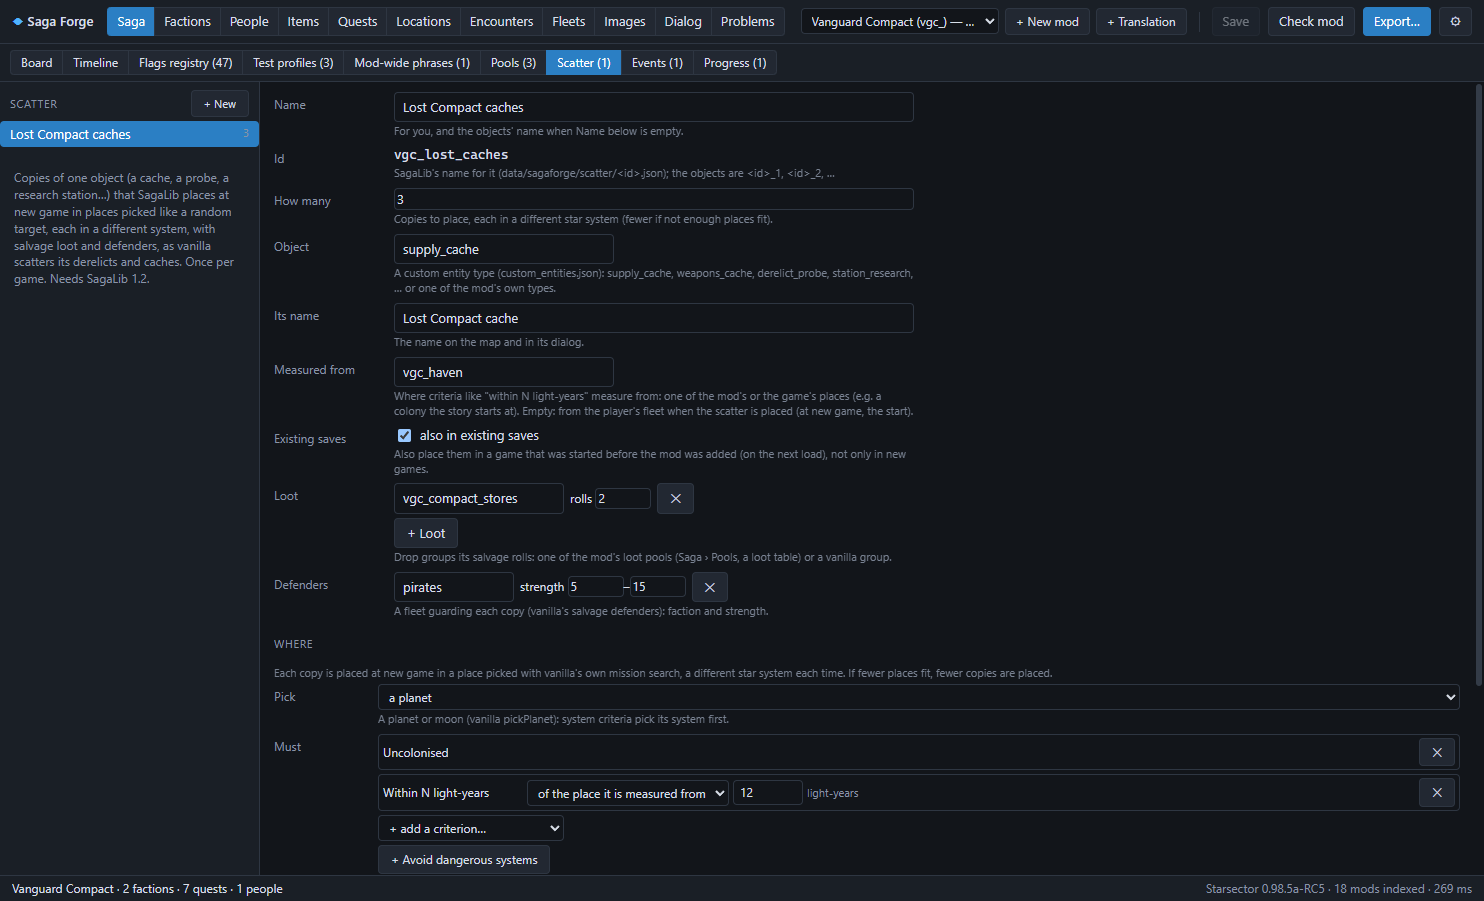 Saga Forge
Saga
Factions
People
Items
Quests
Locations
Encounters
Fleets
Images
Dialog
Problems
Vanguard Compact (vgc_) — ...
+ New mod
+ Translation
Save
Check mod
Export...
Board
Timeline
Flags registry (47)
Test profiles (3)
Mod-wide phrases (1)
Pools (3)
Scatter (1)
Events (1)
Progress (1)
SCATTER
+ New
Lost Compact caches 3
Copies of one object (a cache, a probe, a
research station...) that SagaLib places at
new game in places picked like a random
target, each in a different system, with
salvage loot and defenders, as vanilla
scatters its derelicts and caches. Once per
game. Needs SagaLib 1.2.
Name
Lost Compact caches
For you, and the objects' name when Name below is empty.
Id
vgc_lost_caches
SagaLib's name for it (data/sagaforge/scatter/<id>.json); the objects are <id>_1, <id>_2, ...
How many
3
Copies to place, each in a different star system (fewer if not enough places fit).
Object
supply_cache
A custom entity type (custom_entities.json): supply_cache, weapons_cache, derelict_probe, station_research,
... or one of the mod's own types.
Its name
Lost Compact cache
The name on the map and in its dialog.
Measured from
vgc_haven
Where criteria like "within N light-years" measure from: one of the mod's or the game's places (e.g. a
colony the story starts at). Empty: from the player's fleet when the scatter is placed (at new game, the start).
Existing saves
also in existing saves
Also place them in a game that was started before the mod was added (on the next load), not only in new
games.
Loot
vgc_compact_stores
rolls 2
+ Loot
Drop groups its salvage rolls: one of the mod's loot pools (Saga › Pools, a loot table) or a vanilla group.
Defenders
pirates
strength 5 – 15
A fleet guarding each copy (vanilla's salvage defenders): faction and strength.
WHERE
Each copy is placed at new game in a place picked with vanilla's own mission search, a different star system each time. If fewer places fit, fewer copies are placed.
Pick
a planet
A planet or moon (vanilla pickPlanet): system criteria pick its system first.
Must
Uncolonised
Within N light-years
of the place it is measured from
12
light-years
+ add a criterion...
+ Avoid dangerous systems
Vanguard Compact · 2 factions · 7 quests · 1 people
Starsector 0.98.5a-RC5 · 18 mods indexed · 269 ms